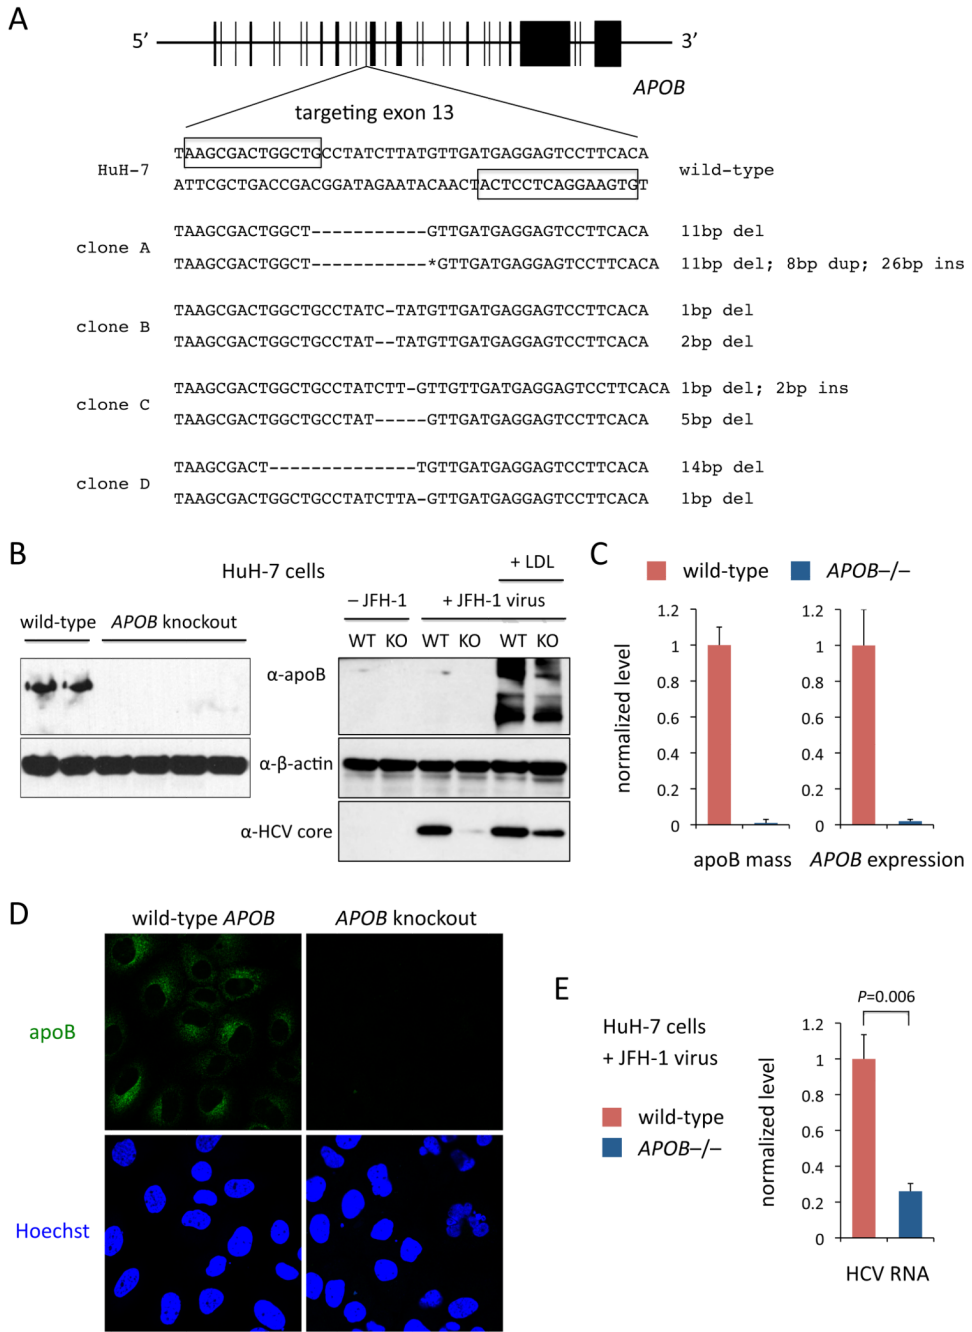 A
5’
3’
APOB
targeting exon 13
HuH-7
TAAGCGACTGGCTGCCTATCTTATGTTGATGAGGAGTCCTTCACA
ATTCGCTGACCGACGGATAGAATACAACTACTCCTCAGGAAGTGT
wild-type
clone A
TAAGCGACTGGCT-----------GTTGATGAGGAGTCCTTCACA
11bp del
TAAGCGACTGGCT-----------*GTTGATGAGGAGTCCTTCACA
11bp del; 8bp dup; 26bp ins
clone B
TAAGCGACTGGCTGCCTATC-TATGTTGATGAGGAGTCCTTCACA
1bp del
TAAGCGACTGGCTGCCTAT--TATGTTGATGAGGAGTCCTTCACA
2bp del
clone C
TAAGCGACTGGCTGCCTATCTT-GTTGTTGATGAGGAGTCCTTCACA
1bp del; 2bp ins
TAAGCGACTGGCTGCCTAT-----GTTGATGAGGAGTCCTTCACA
5bp del
clone D
TAAGCGACT--------------TGTTGATGAGGAGTCCTTCACA
14bp del
TAAGCGACTGGCTGCCTATCTTA-GTTGATGAGGAGTCCTTCACA
1bp del
B
HuH-7 cells
+ LDL
– JFH-1
+ JFH-1 virus
wild-type
APOB knockout
WT KO WT KO WT KO
α-apoB
α-β-actin
α-HCV core
C
wild-type
APOB–/–
normalized level
1.2
1
0.8
0.6
0.4
0.2
0
apoB mass
1.2
1
0.8
0.6
0.4
0.2
0
APOB expression
D
wild-type APOB
APOB knockout
apoB
Hoechst
E
HuH-7 cells
+ JFH-1 virus
wild-type
APOB–/–
P=0.006
normalized level
1.2
1
0.8
0.6
0.4
0.2
0
HCV RNA